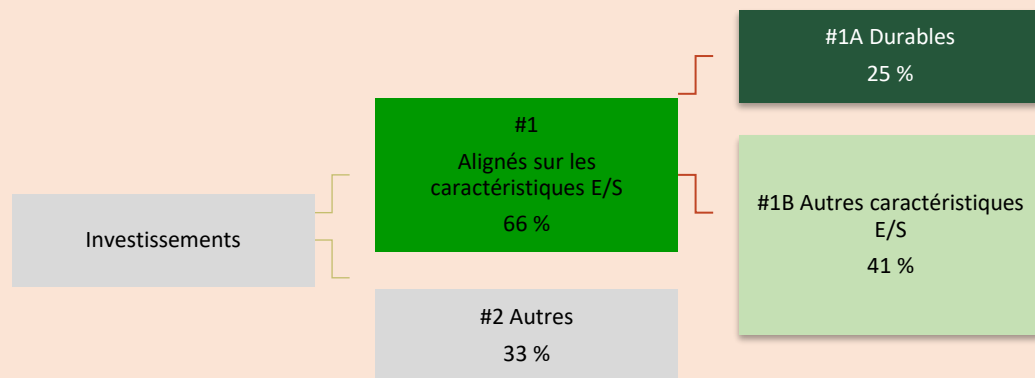 Investissements
#1
Alignés sur les
caractéristiques E/S
66 %
#2 Autres
33 %
#1A Durables
25 %
#1B Autres caractéristiques
E/S
41 %